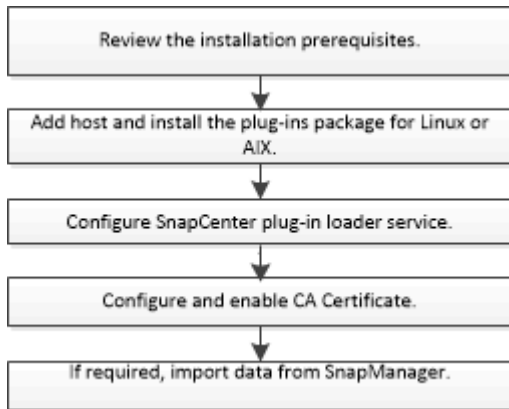 Review the installation prerequisites.
Add host and install the plug-ins package for Linux or
AIX.
Configure SnapCenter plug-in loader service.
Configure and enable CA Certificate.
If required, import data from SnapManager.